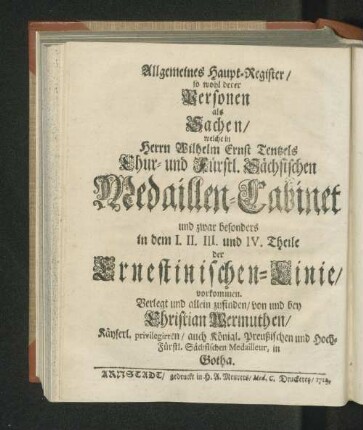 Allgemeines Haupt-Register/
so wohl derer
Personen
als
Sachen/
welche in
Herrn Wilhelm Ernst Tentzels
Chur- und Fürstl. Sächsischen
Medaillen-Cabinet
und zwar besonders
in dem I. II. III. und IV. Theile
der
Ernestinischen-Linie/
vorkommen.
Verlegt und allein zufinden/ von und bey
Christian Wermuthen/
Käyserl. privilegirten/ auch Königl. Preußischen und Hoch-
Fürstl. Sächsischen Medailleur, in
Gotha.
ARNSTADT/ gedruckt in H. A. Meurers, Druckerey/